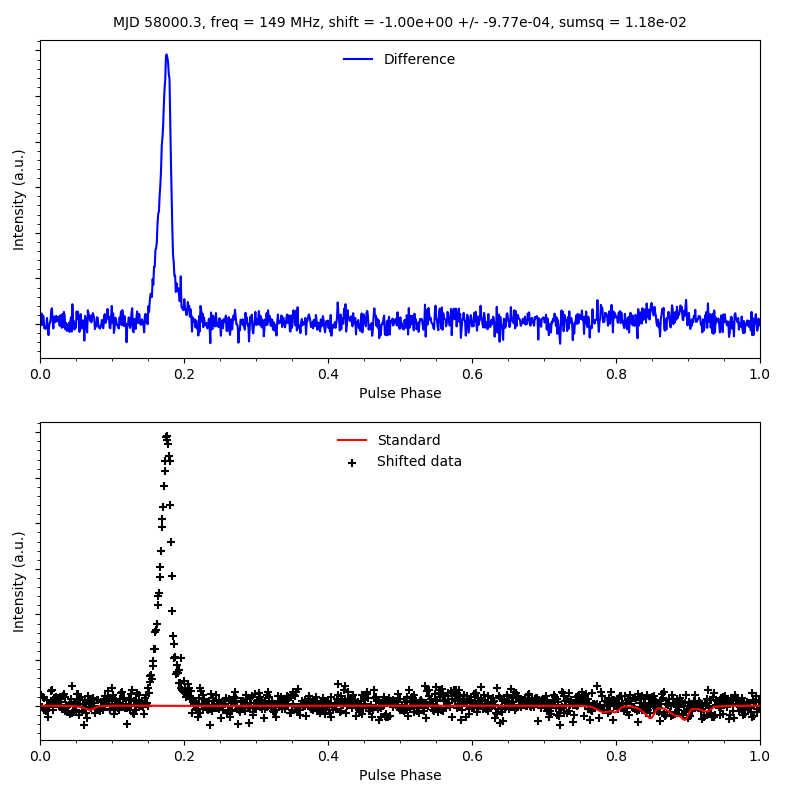 MJD 58000.3, freq = 149 MHz, shift = -1.00e+00 +/- -9.77e-04, sumsq = 1.18e-02
Difference
Intensity (a.u.)
0.0 0.2 0.4 0.6 0.8 1.0
Pulse Phase
Standard
Shifted data
Intensity (a.u.)
0.0 0.2 0.4 0.6 0.8 1.0
Pulse Phase